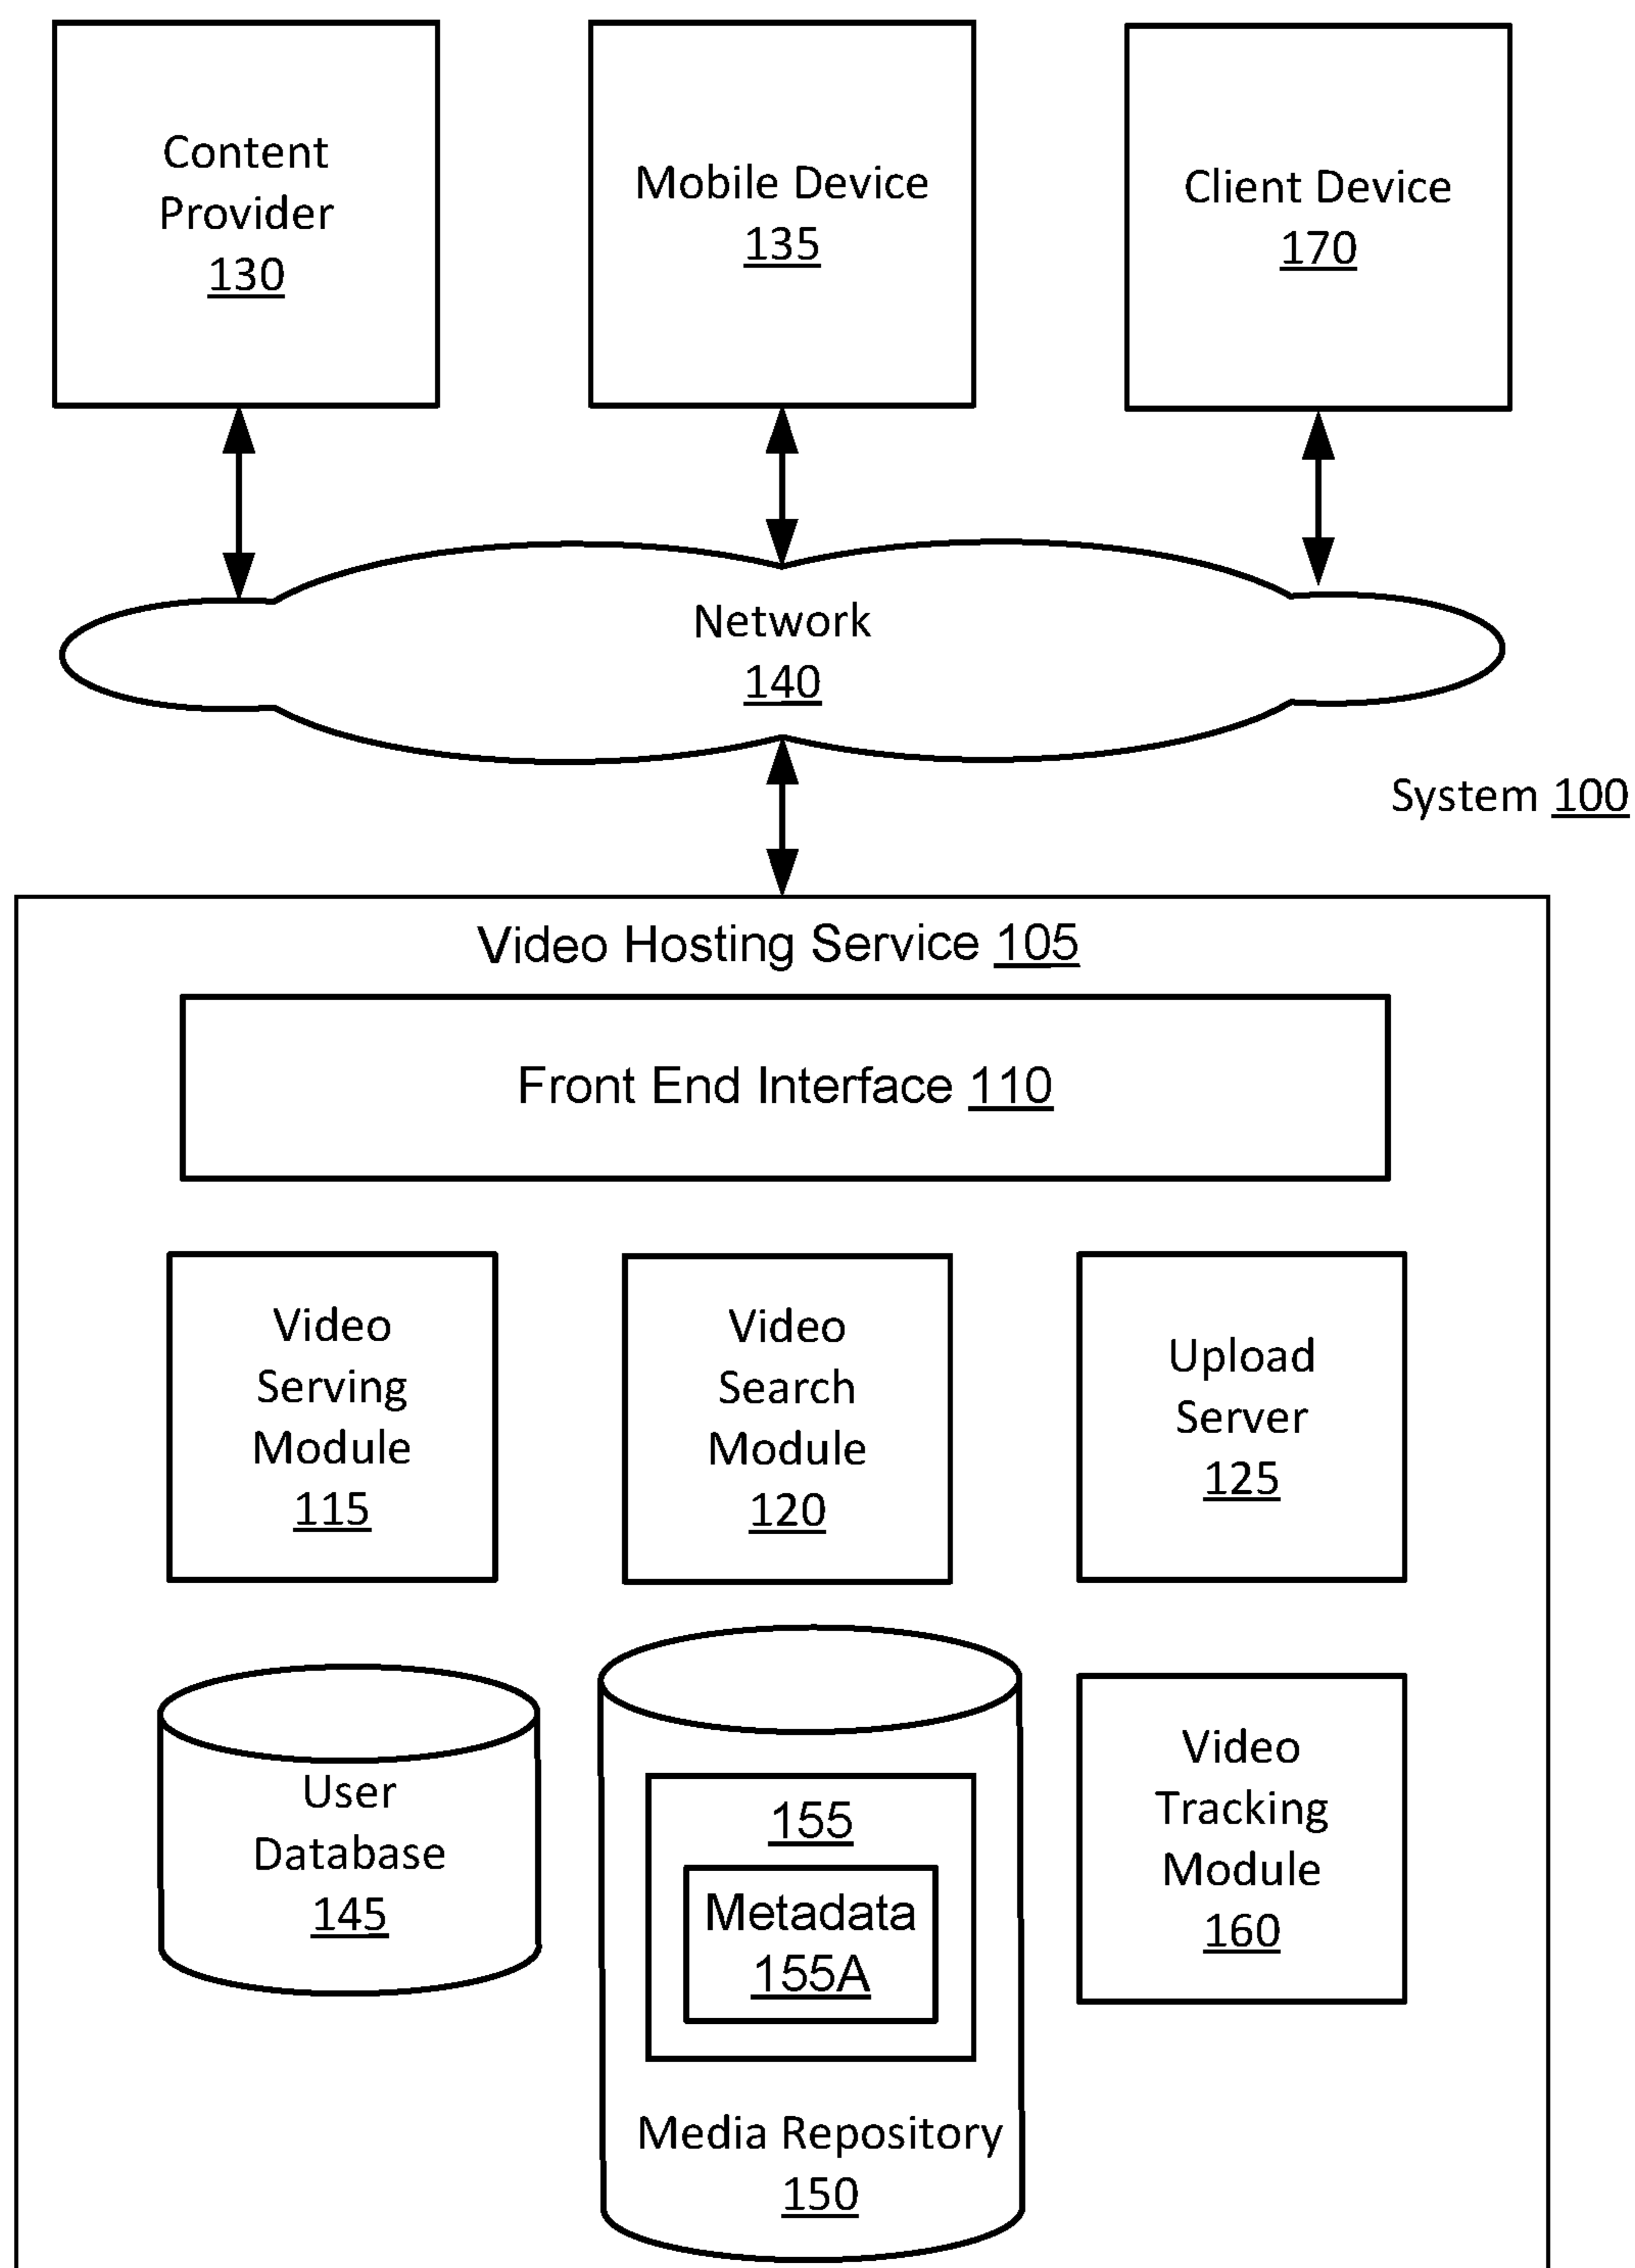 Content
Provider
130
Mobile Device
135
Client Device
170
Network
140
System 100
Video Hosting Service 105
Front End Interface 110
Video
Serving
Module
115
Video
Search
Module
120
Upload
Server
125
User
Database
145
155
Metadata
155A
Media Repository
150
Video
Tracking
Module
160